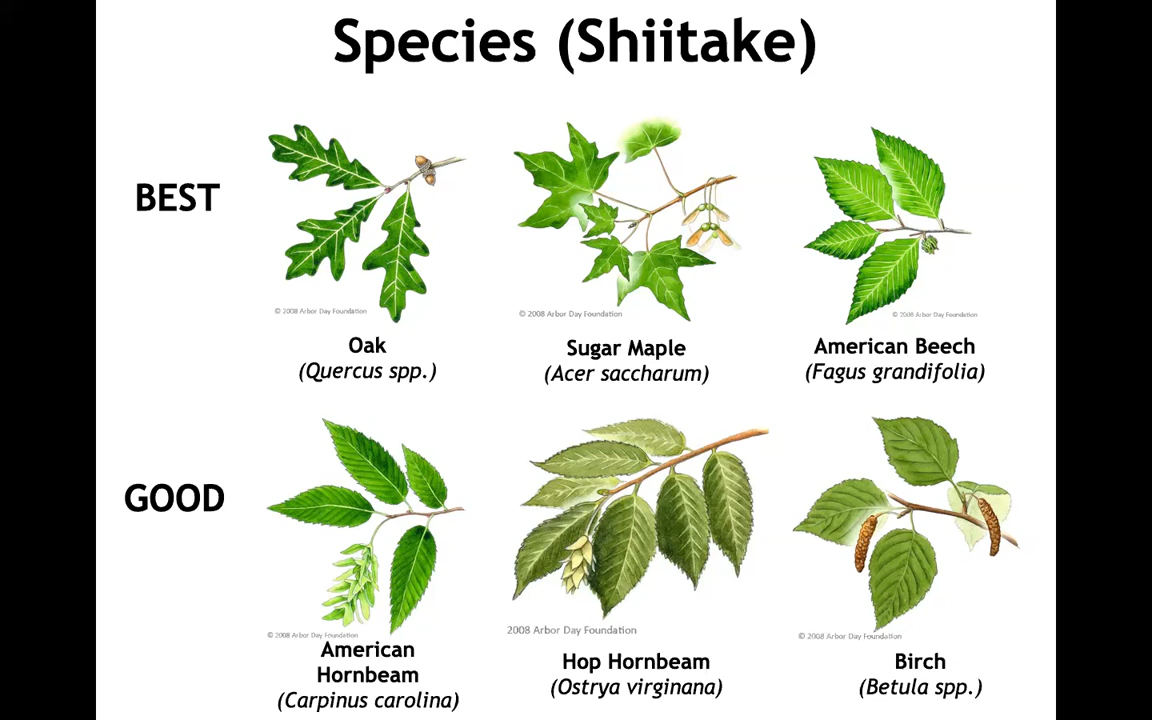 Species (Shiitake)
BEST
© 2008 Arbor Day Foundation
© 2008 Arbor Day Foundation
© 2008 Arbor Day Foundation
Oak
(Quercus spp.)
Sugar Maple
(Acer saccharum)
American Beech
(Fagus grandifolia)
GOOD
© 2008 Arbor Day Foundation
2008 Arbor Day Foundation
© 2008 Arbor Day Foundation
American
Hornbeam
(Carpinus carolina)
Hop Hornbeam
(Ostrya virginana)
Birch
(Betula spp.)